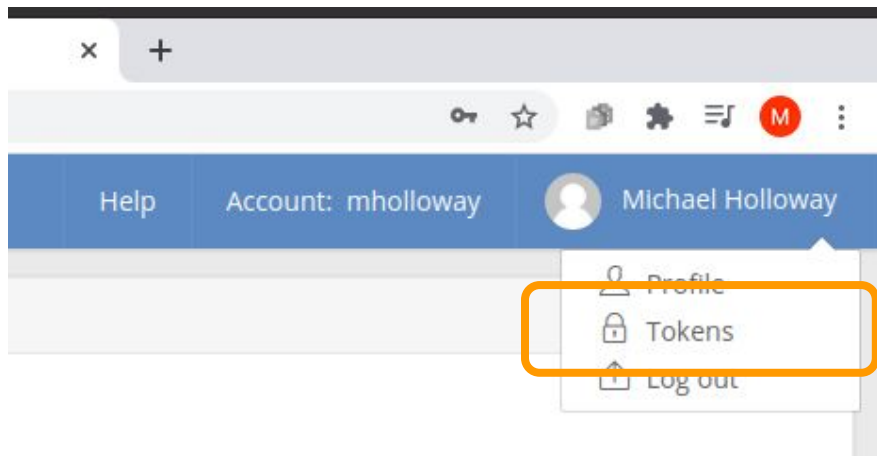 M
Help
Account: mholloway
Michael Holloway
Profile
Tokens
Log out